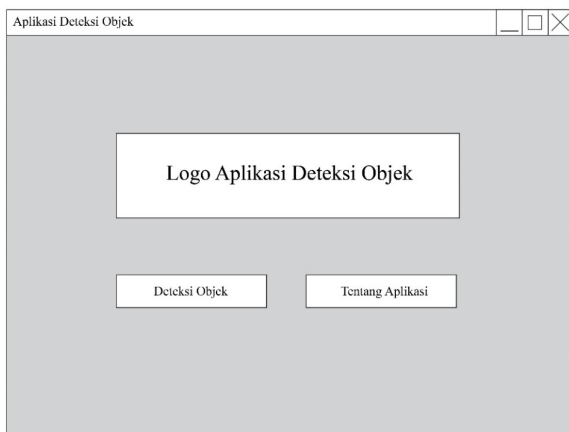 Aplikasi Deteksi Objek
Logo Aplikasi Deteksi Objek
Deteksi Objek
Tentang Aplikasi